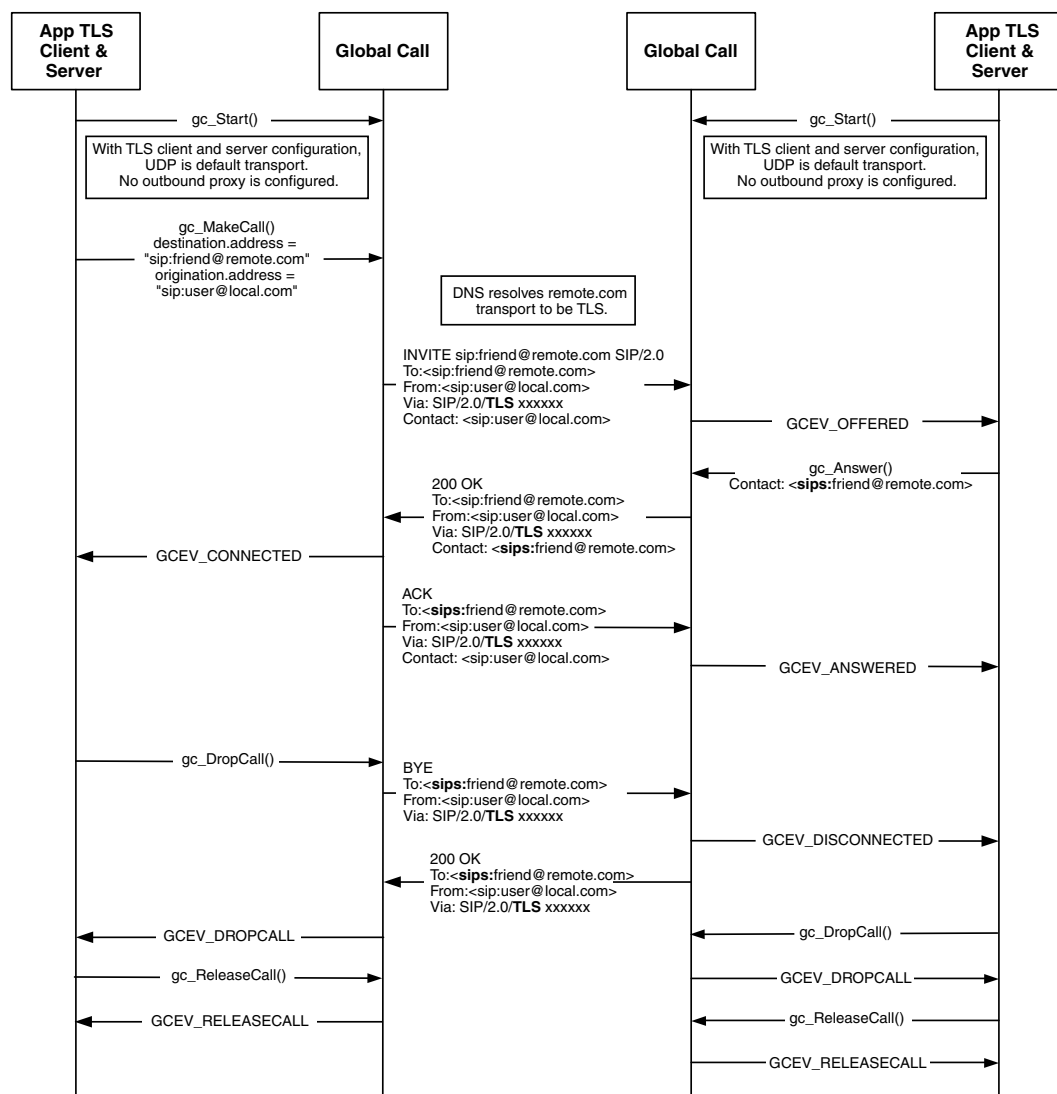 App TLS
Client &
Server
Global Call
Global Call
App TLS
Client &
Server
gc_Start()
gc_Start()
With TLS client and server configuration,
UDP is default transport.
No outbound proxy is configured.
With TLS client and server configuration,
UDP is default transport.
No outbound proxy is configured.
gc_MakeCall()
destination.address =
"sip:friend@remote.com"
origination.address =
"sip:user@local.com"
DNS resolves remote.com
transport to be TLS.
INVITE sip:friend@remote.com SIP/2.0
To:<sip:friend@remote.com>
From:<sip:user@local.com>
Via: SIP/2.0/TLS xxxxxx
Contact: <sip:user@local.com>
GCEV_OFFERED
gc_Answer()
Contact: <sips:friend@remote.com>
200 OK
To:<sip:friend@remote.com>
From:<sip:user@local.com>
Via: SIP/2.0/TLS xxxxxx
Contact: <sips:friend@remote.com>
GCEV_CONNECTED
ACK
To:<sips:friend@remote.com>
From:<sip:user@local.com>
Via: SIP/2.0/TLS xxxxxx
Contact: <sip:user@local.com>
GCEV_ANSWERED
gc_DropCall()
BYE
To:<sips:friend@remote.com>
From:<sip:user@local.com>
Via: SIP/2.0/TLS xxxxxx
GCEV_DISCONNECTED
200 OK
To:<sips:friend@remote.com>
From:<sip:user@local.com>
Via: SIP/2.0/TLS xxxxxx
GCEV_DROPCALL
gc_DropCall()
gc_ReleaseCall()
GCEV_DROPCALL
GCEV_RELEASECALL
gc_ReleaseCall()
GCEV_RELEASECALL